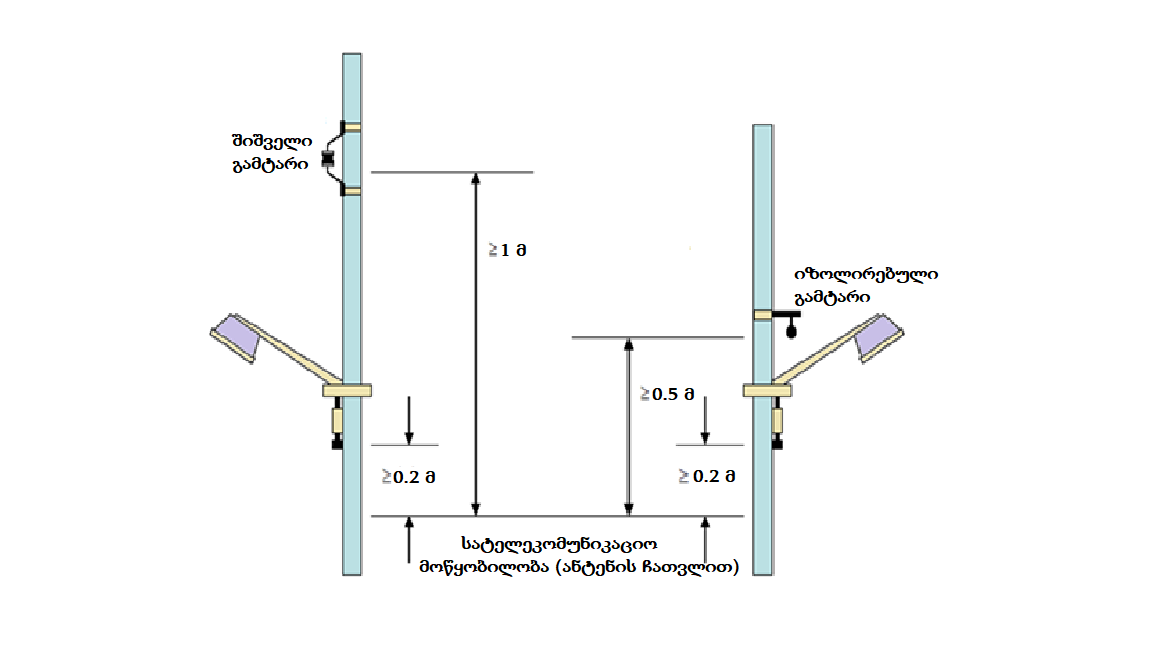 შიშველი
გამტარი
≥1 მ
იზოლირებული
გამტარი
≥0.5 მ
≥0.2 მ
≥0.2 მ
სატელეკომუნიკაციო
მოწყობილობა (ანტენის ჩათვლით)